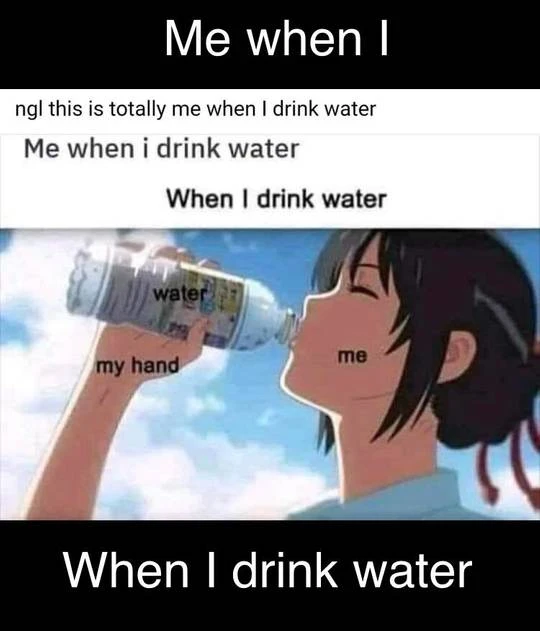 Me when I
ngl this is totally me when I drink water
Me when i drink water
When I drink water
water
my hand
me
When I drink water